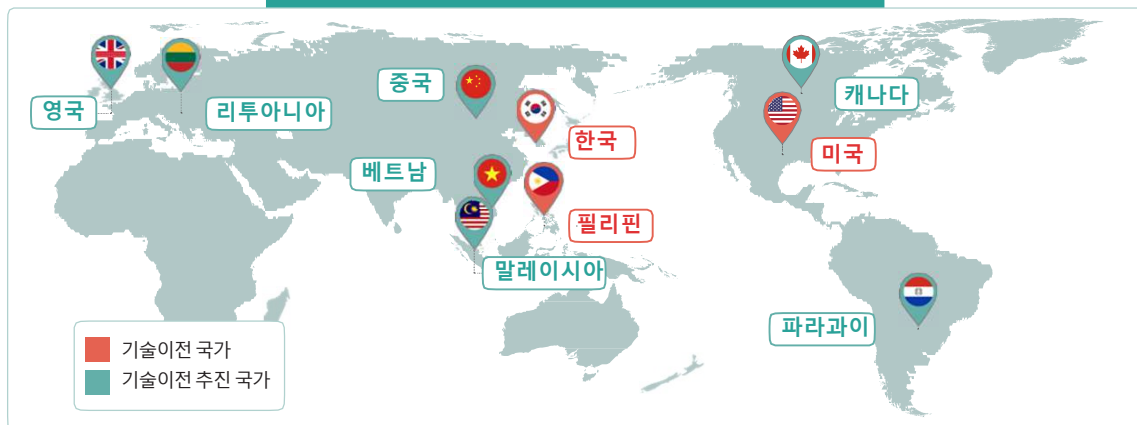 중국
캐나다
영국
리투아니아
한국
미국
베트남
필리핀
말레이시아
파라과이
기술이전 국가
기술이전 추진 국가